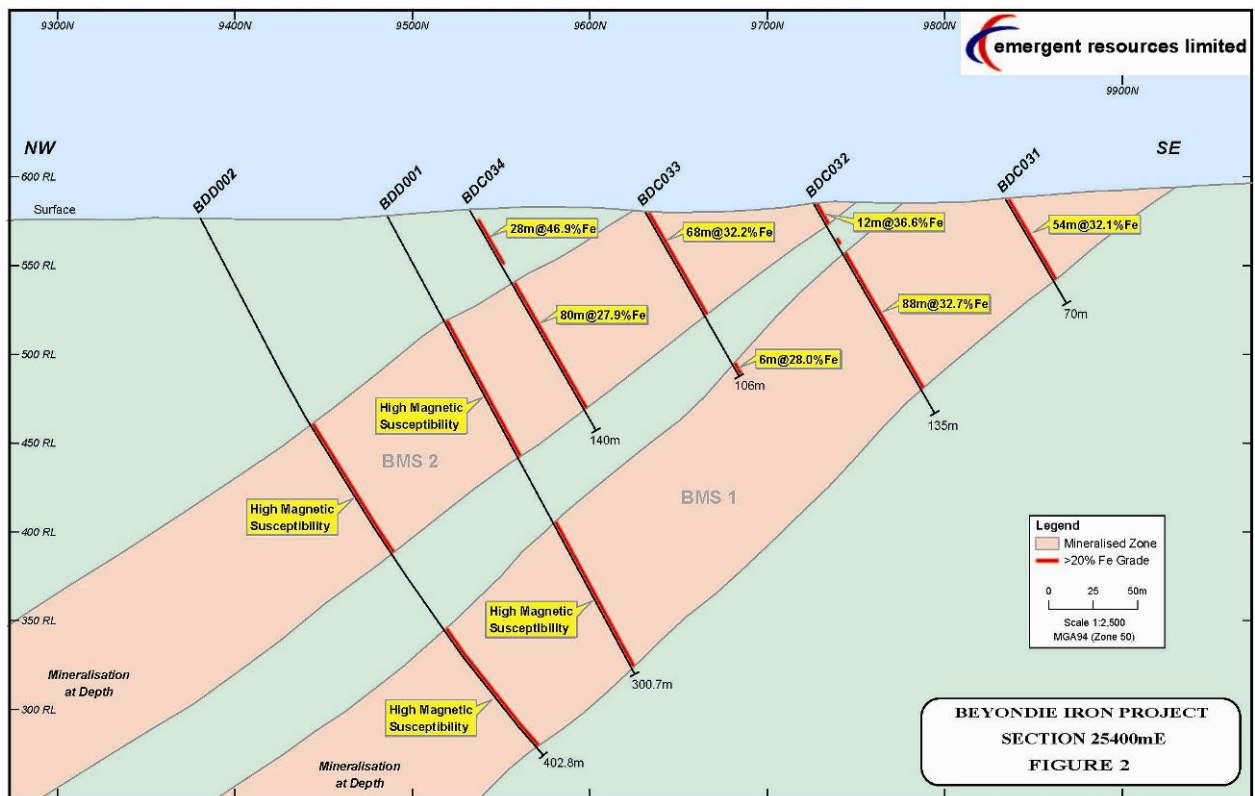 9300N
9400N
9500N
9600N
9700N
9800N
emergent resources limited
9900N
NW
SE
BDD002
BDD001
BDC034
BDC033
BDC032
BDC031
600 RL
Surface
28m@46.9%Fe
68m@32.2%Fe
12m@36.6%Fe
54m@32.1%Fe
550 RL
80m@27.9%Fe
88m@32.7%Fe
70m
500 RL
6m@28.0%Fe
106m
High Magnetic
Susceptibility
140m
135m
450 RL
BMS 2
BMS 1
High Magnetic
Susceptibility
400 RL
Legend
Mineralised Zone
>20% Fe Grade
0 25 50m
Scale 1:2,500
MGA94 (Zone 50)
350 RL
High Magnetic
Susceptibility
300.7m
Mineralisation
at Depth
300 RL
High Magnetic
Susceptibility
402.8m
Mineralisation
at Depth
BEYONDIE IRON PROJECT
SECTION 25400mE
FIGURE 2